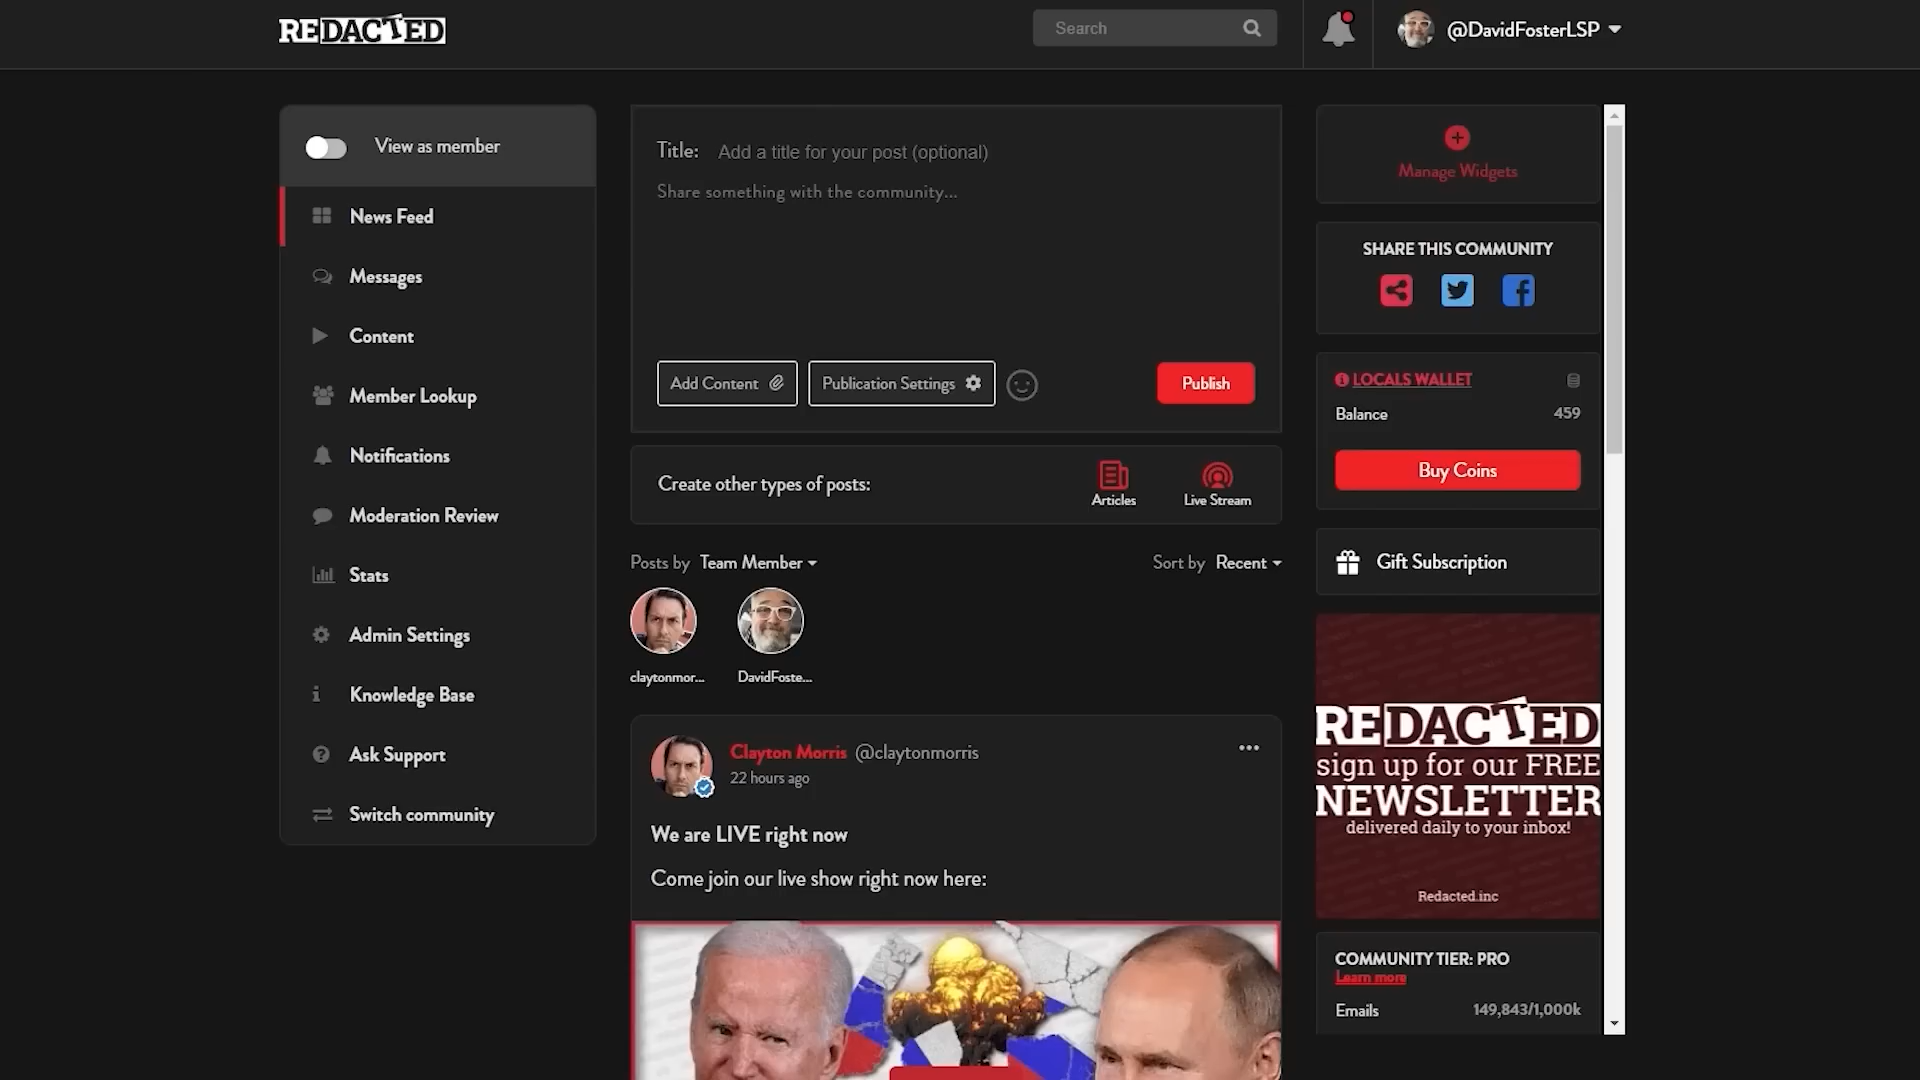 REDACTED
Search
@DavidFosterLSP
View as member
News Feed
Messages
Content
Member Lookup
Notifications
Moderation Review
Stats
Admin Settings
Knowledge Base
Ask Support
Switch community
Title: Add a title for your post (optional)
Share something with the community...
Add Content
Publication Settings
Publish
Create other types of posts:
Articles
Live Stream
Posts by Team Member
Sort by Recent
claytonmor...
DavidFoste...
Clayton Morris @claytonmorris
22 hours ago
We are LIVE right now
Come join our live show right now here:
Manage Widgets
SHARE THIS COMMUNITY
LOCALS WALLET
Balance 459
Buy Coins
Gift Subscription
REDACTED
sign up for our FREE
NEWSLETTER
delivered daily to your inbox!
Redacted.inc
COMMUNITY TIER: PRO
Learn more
Emails 149,843/1,000k